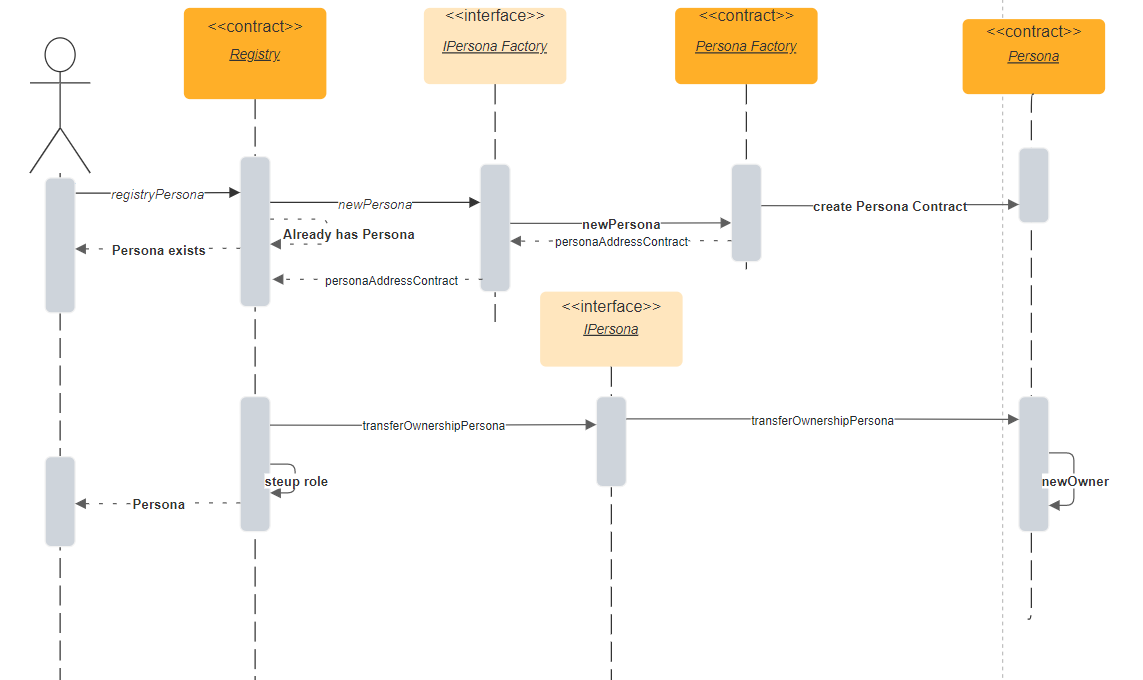 <<contract>>
Registry
<<interface>>
IPersona Factory
<<contract>>
Persona Factory
<<contract>>
Persona
registryPersona
newPersona
newPersona
create Persona Contract
Already has Persona
personaAddressContract
Persona exists
personaAddressContract
<<interface>>
IPersona
transferOwnershipPersona
transferOwnershipPersona
steup role
newOwner
Persona